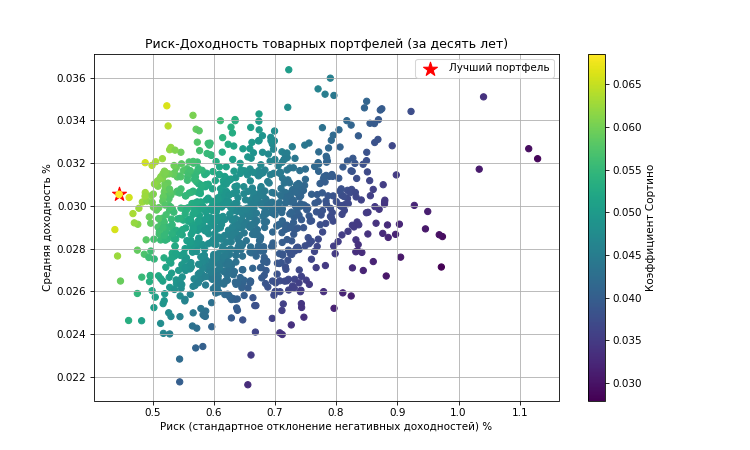 Риск-Доходность товарных портфелей (за десять лет)
Лучший портфель
Средняя доходность %
0.036
0.034
0.032
0.030
0.028
0.026
0.024
0.022
0.5 0.6 0.7 0.8 0.9 1.0 1.1
Риск (стандартное отклонение негативных доходностей) %
0.065
0.060
0.055
0.050
0.045
0.040
0.035
0.030
Коэффициент Сортино